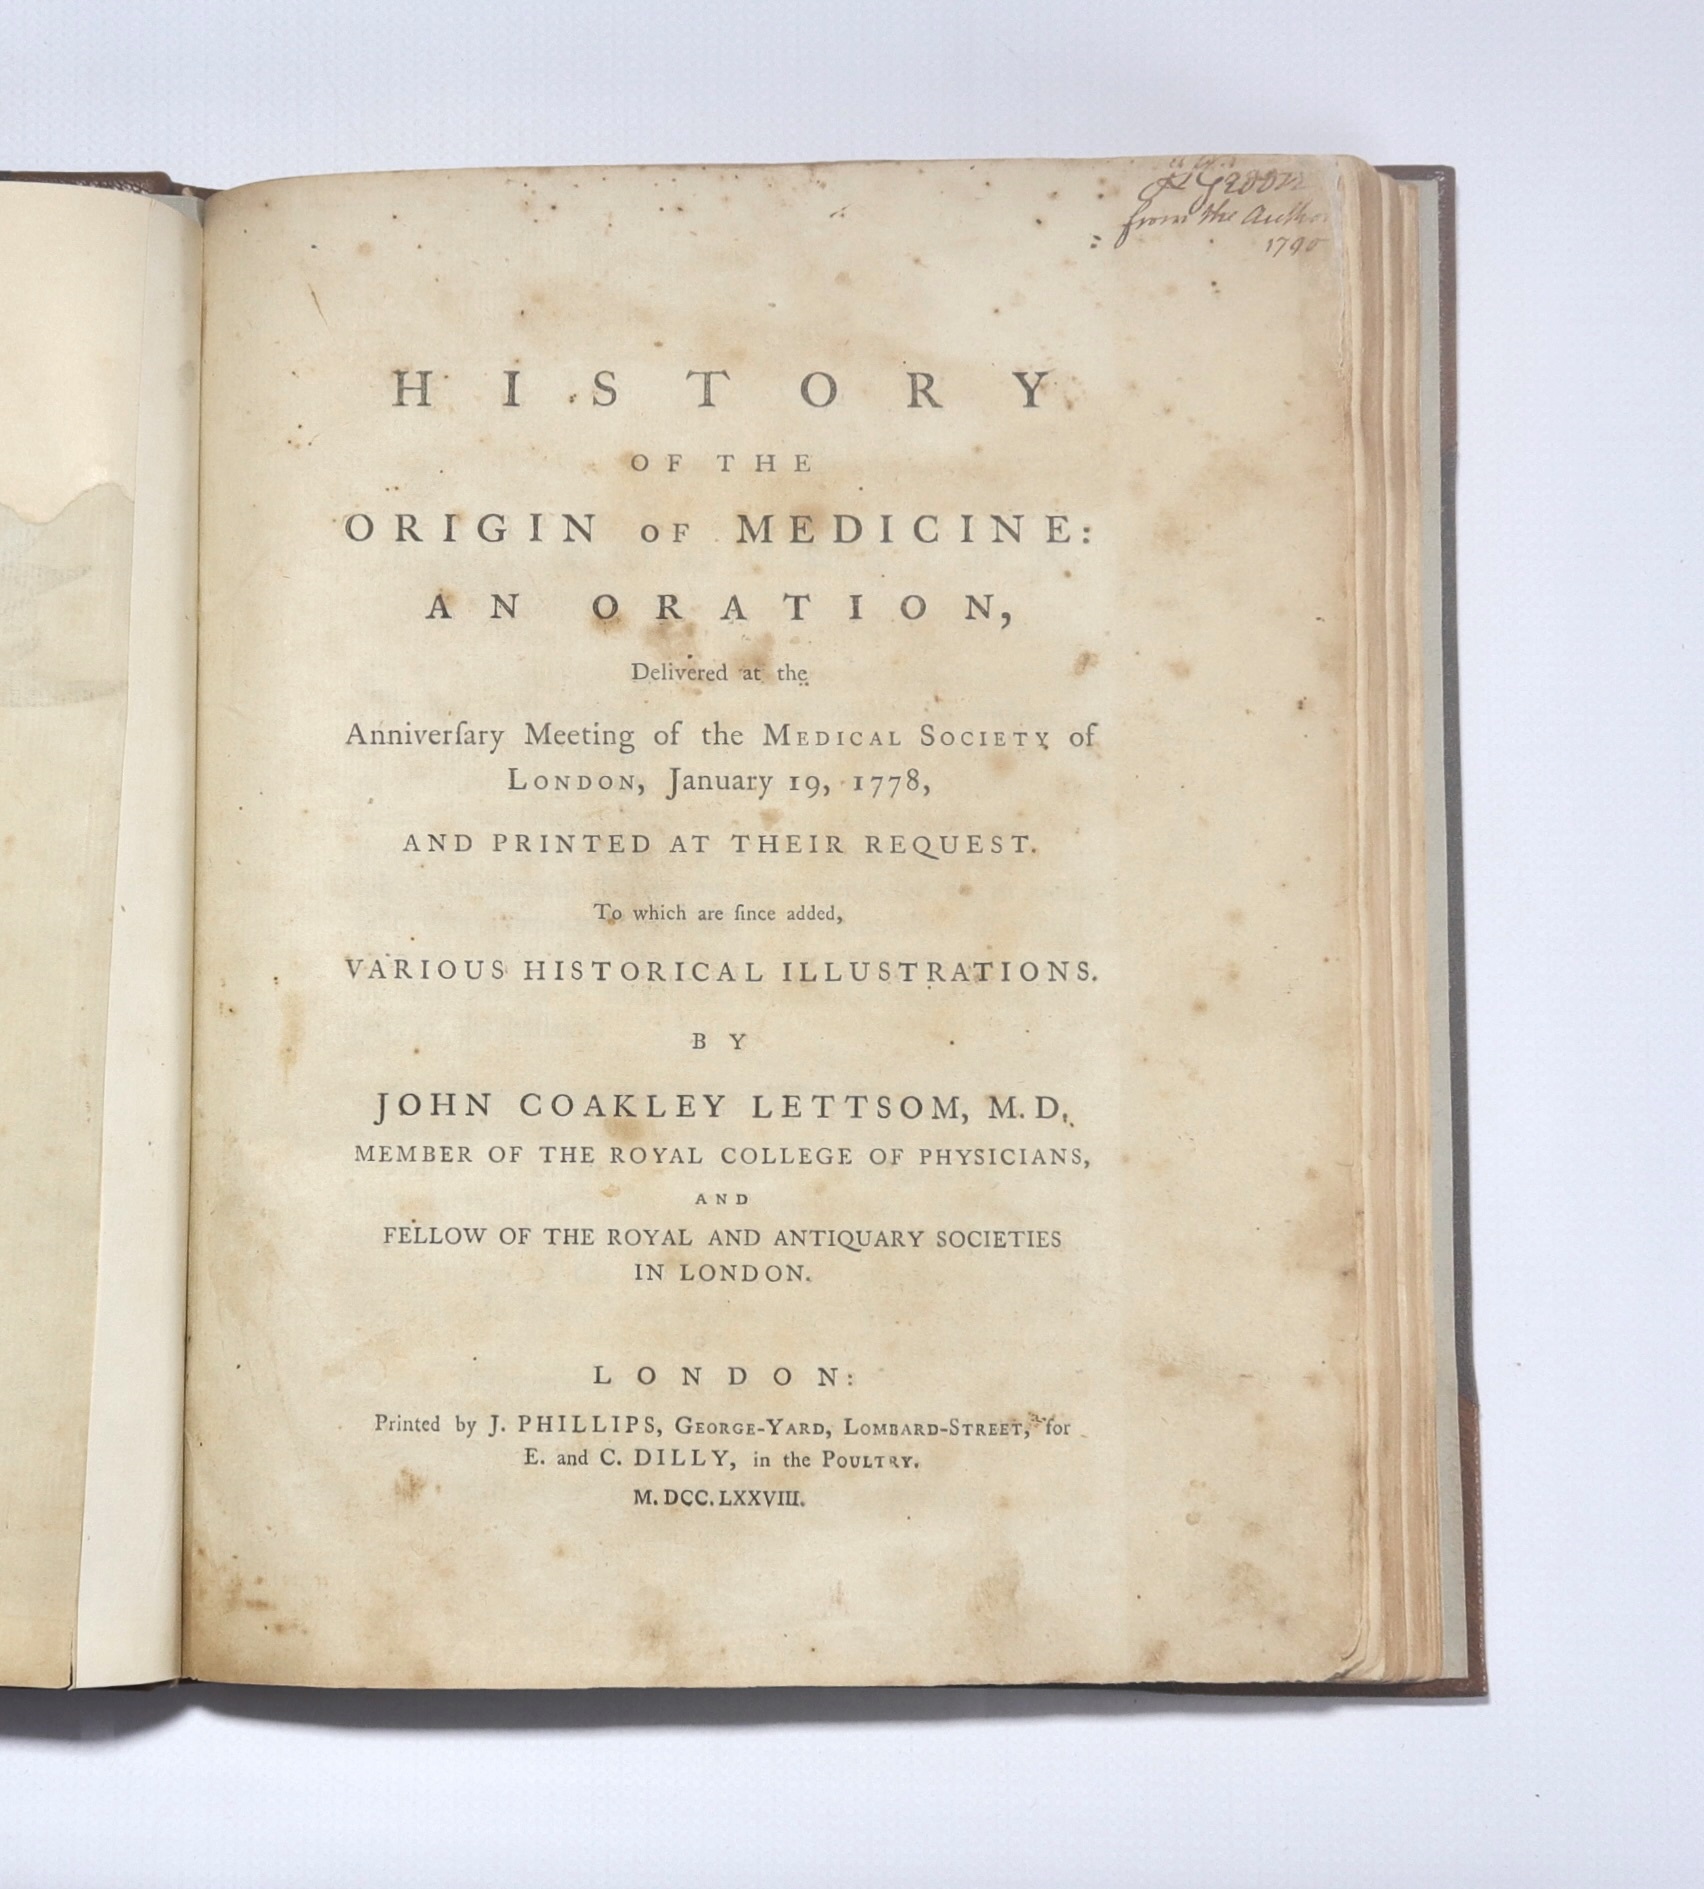 from the Author
1790
HISTORY
OF THE
ORIGIN OF MEDICINE:
AN ORATION,
Delivered at the
Anniverſary Meeting of the MEDICAL SOCIETY of
LONDON, January 19, 1778,
AND PRINTED AT THEIR REQUEST.
To which are ſince added,
VARIOUS HISTORICAL ILLUSTRATIONS.
BY
JOHN COAKLEY LETTSOM, M.D.
MEMBER OF THE ROYAL COLLEGE OF PHYSICIANS,
AND
FELLOW OF THE ROYAL AND ANTIQUARY SOCIETIES
IN LONDON.
LONDON:
Printed by J. PHILLIPS, GEORGE-YARD, LOMBARD-STREET, for
E. and C. DILLY, in the POULTRY.
M.DCC.LXXVIII.